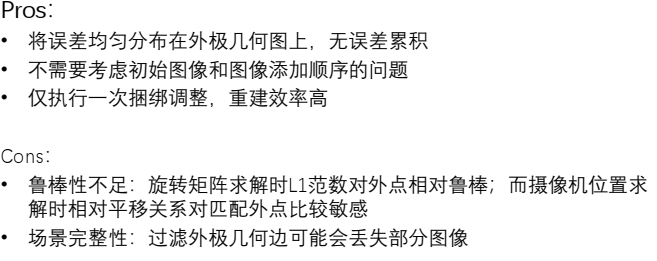 Pros:
• 将误差均匀分布在外极几何图上，无误差累积
• 不需要考虑初始图像和图像添加顺序的问题
• 仅执行一次捆绑调整，重建效率高
Cons:
• 鲁棒性不足：旋转矩阵求解时L1范数对外点相对鲁棒；而摄像机位置求
解时相对平移关系对匹配外点比较敏感
• 场景完整性：过滤外极几何边可能会丢失部分图像